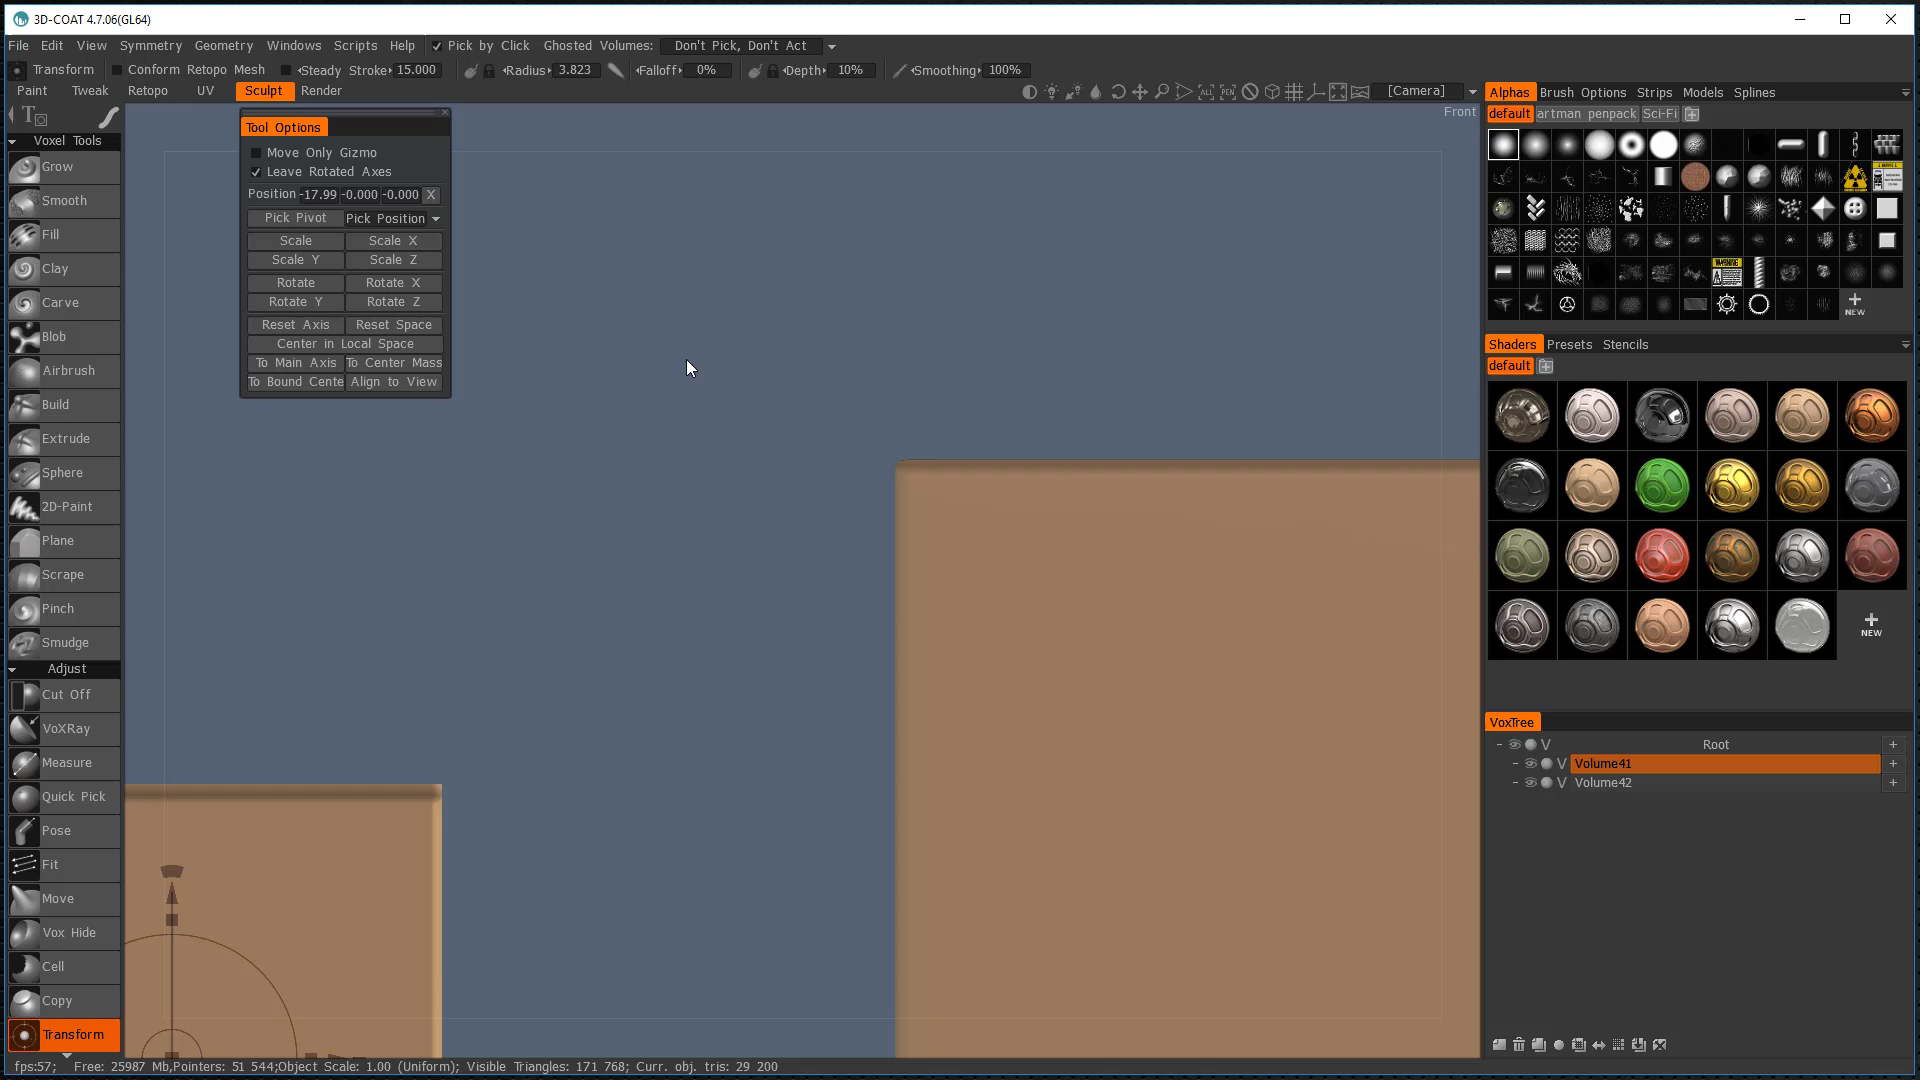 3D-COAT 4.7.06(GL64)
File Edit View Symmetry Geometry Windows Scripts Help Pick by Click Ghosted Volumes: Don't Pick, Don't Act
Transform Conform Retopo Mesh Steady Stroke 15.000 Radius 3.823 Falloff 0% Depth 10% Smoothing 100%
Paint Tweak Retopo UV Sculpt Render [Camera]
Front
Voxel Tools
Grow
Smooth
Fill
Clay
Carve
Blob
Airbrush
Build
Extrude
Sphere
2D-Paint
Plane
Scrape
Pinch
Smudge
Adjust
Cut Off
VoXRay
Measure
Quick Pick
Pose
Fit
Move
Vox Hide
Cell
Copy
Transform
Tool Options
Move Only Gizmo
Leave Rotated Axes
Position -17.99 -0.000 -0.000 X
Pick Pivot Pick Position
Scale Scale X
Scale Y Scale Z
Rotate Rotate X
Rotate Y Rotate Z
Reset Axis Reset Space
Center in Local Space
To Main Axis To Center Mass
To Bound Cente Align to View
Alphas Brush Options Strips Models Splines
default artman penpack Sci-Fi
NEW
Shaders Presets Stencils
default
NEW
VoxTree
V Root +
V Volume41 +
V Volume42 +
fps:57; Free: 25987 Mb,Pointers: 51 544;Object Scale: 1.00 (Uniform); Visible Triangles: 171 768; Curr. obj. tris: 29 200